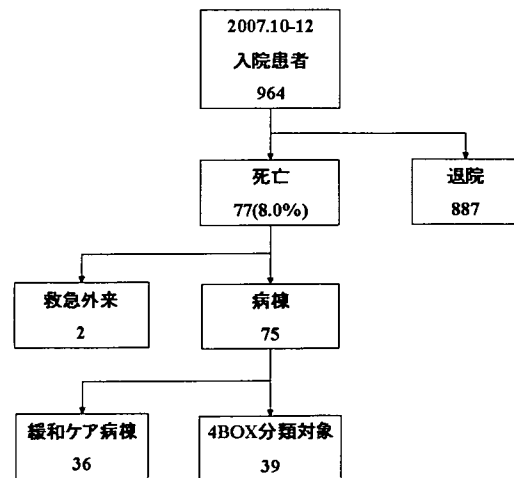 2007.10-12
入院患者
964
死亡
77(8.0%)
退院
887
救急外来
2
病棟
75
緩和ケア病棟
36
4BOX分類対象
39